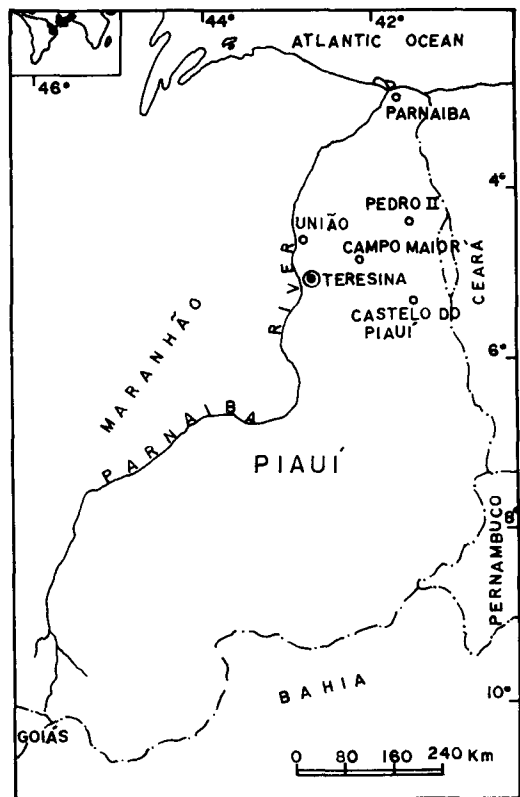 44° 42°
ATLANTIC OCEAN
46°
PARNAIBA
4°
PEDRO II
UNIÃO
CAMPO MAIOR
CEARÁ
TERESINA
RIVER
CASTELO DO
PIAUÍ
MARANHÃO
6°
PARNAIBA
PIAUÍ
8°
PERNAMBUCO
BAHIA
10°
GOIÁS
0 80 160 240 Km